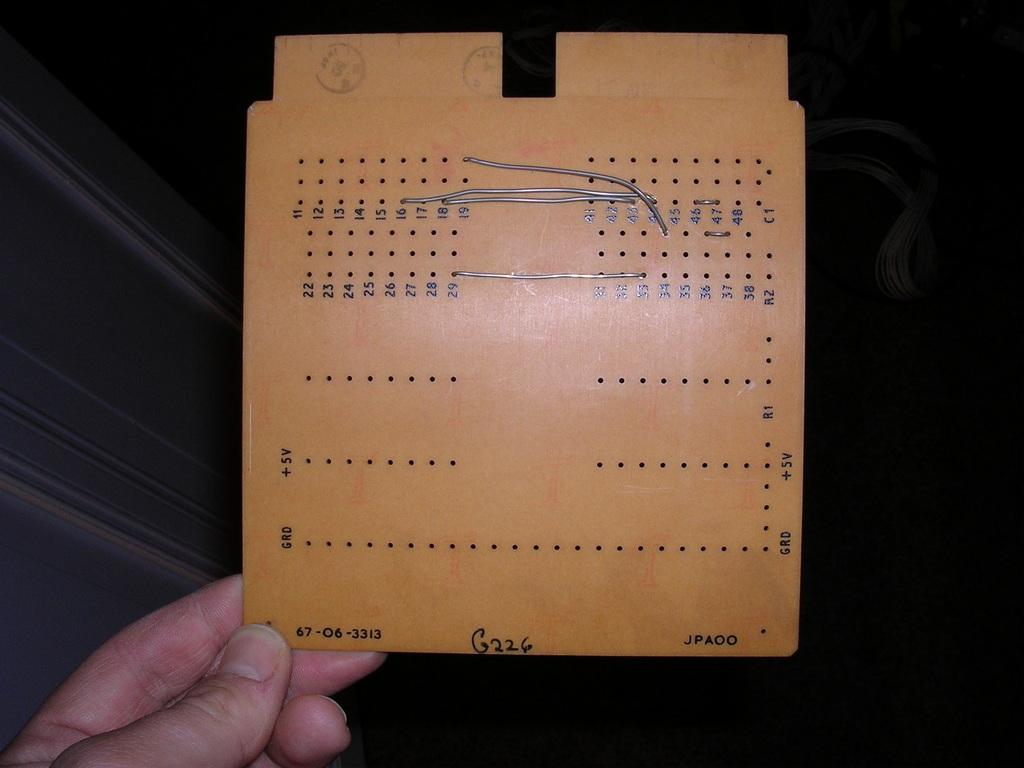 11 12 13 14 15 16 17 18 19 41 42 43 45 46 47 48 C1
22 23 24 25 26 27 28 29 31 32 33 34 35 36 37 38 R2
R1
+5V +5V
GRD GRD
67-06-3313 G226 JPA00